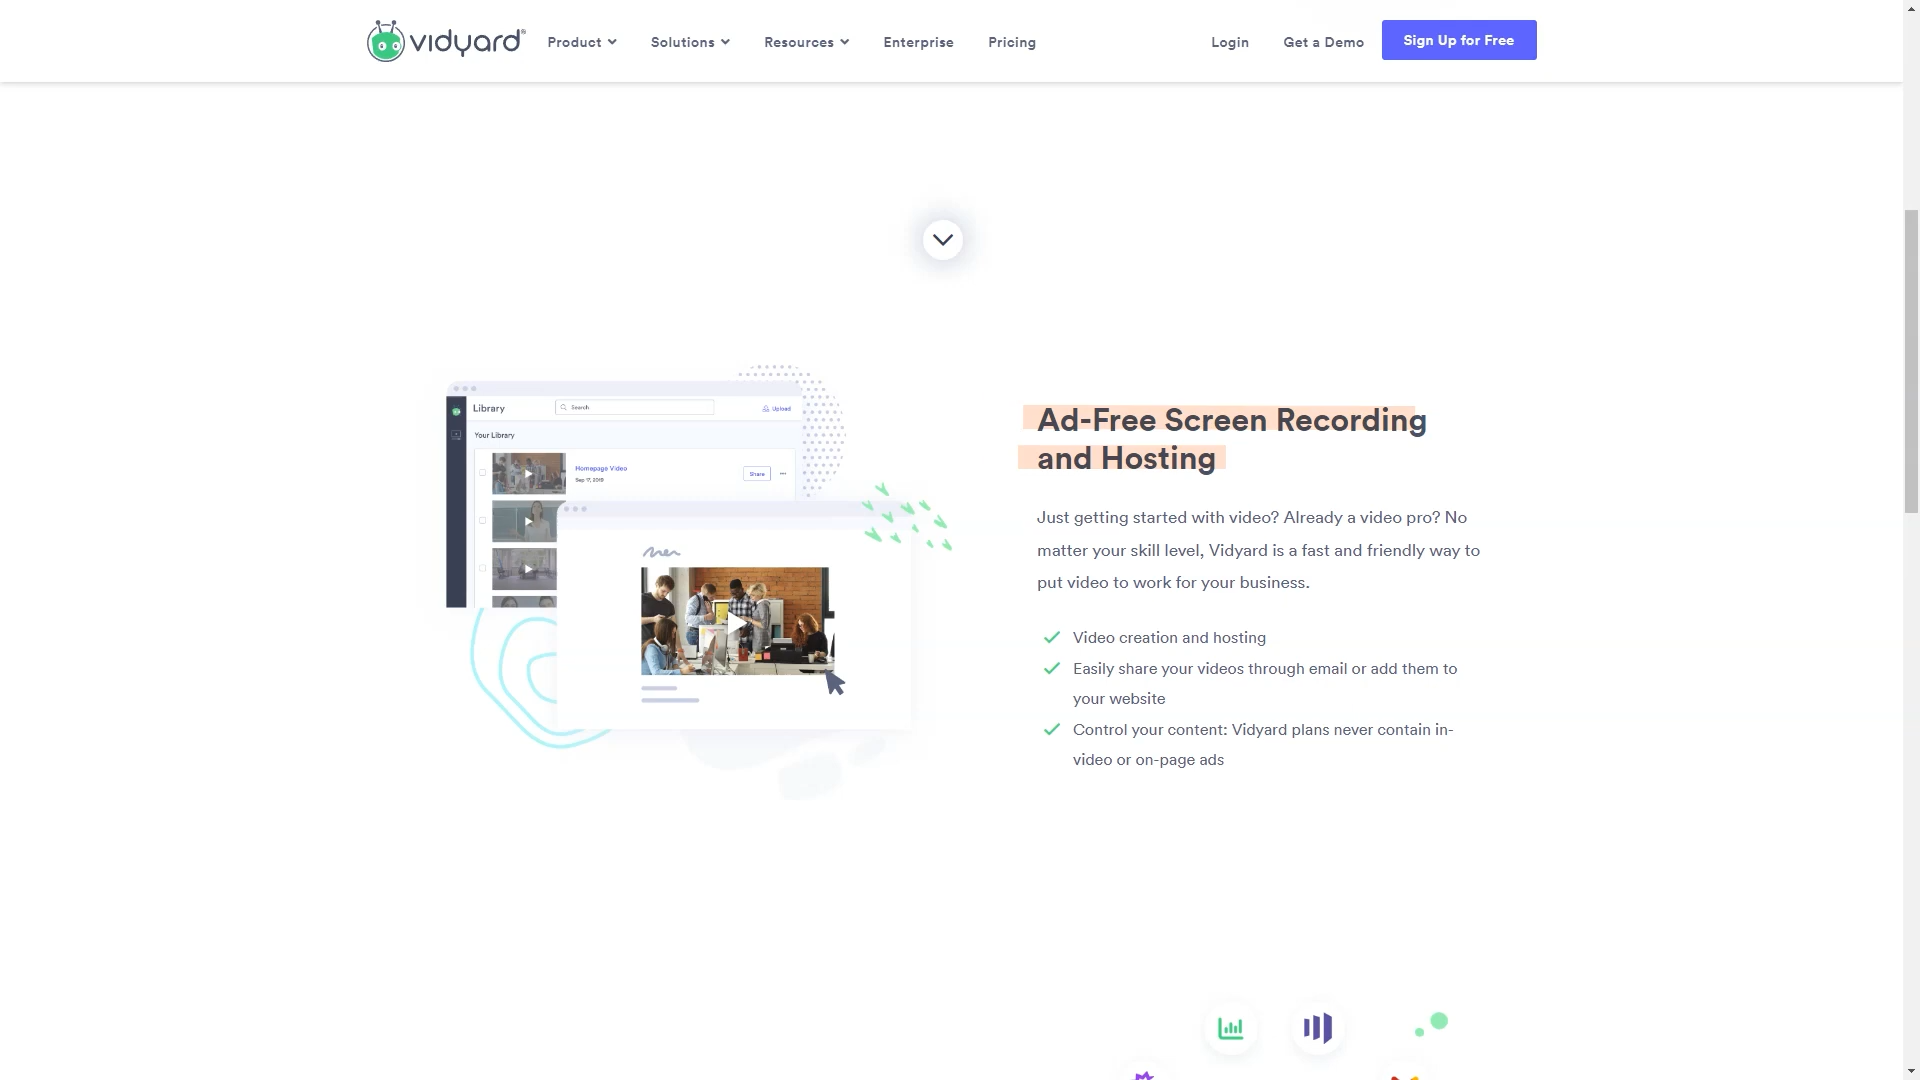 vidyard
Product
Solutions
Resources
Enterprise
Pricing
Login
Get a Demo
Sign Up for Free
Library
Search
Upload
Your Library
Homepage Video
Sep 17, 2019
Share
Ad-Free Screen Recording
and Hosting
Just getting started with video? Already a video pro? No
matter your skill level, Vidyard is a fast and friendly way to
put video to work for your business.
Video creation and hosting
Easily share your videos through email or add them to
your website
Control your content: Vidyard plans never contain in-
video or on-page ads